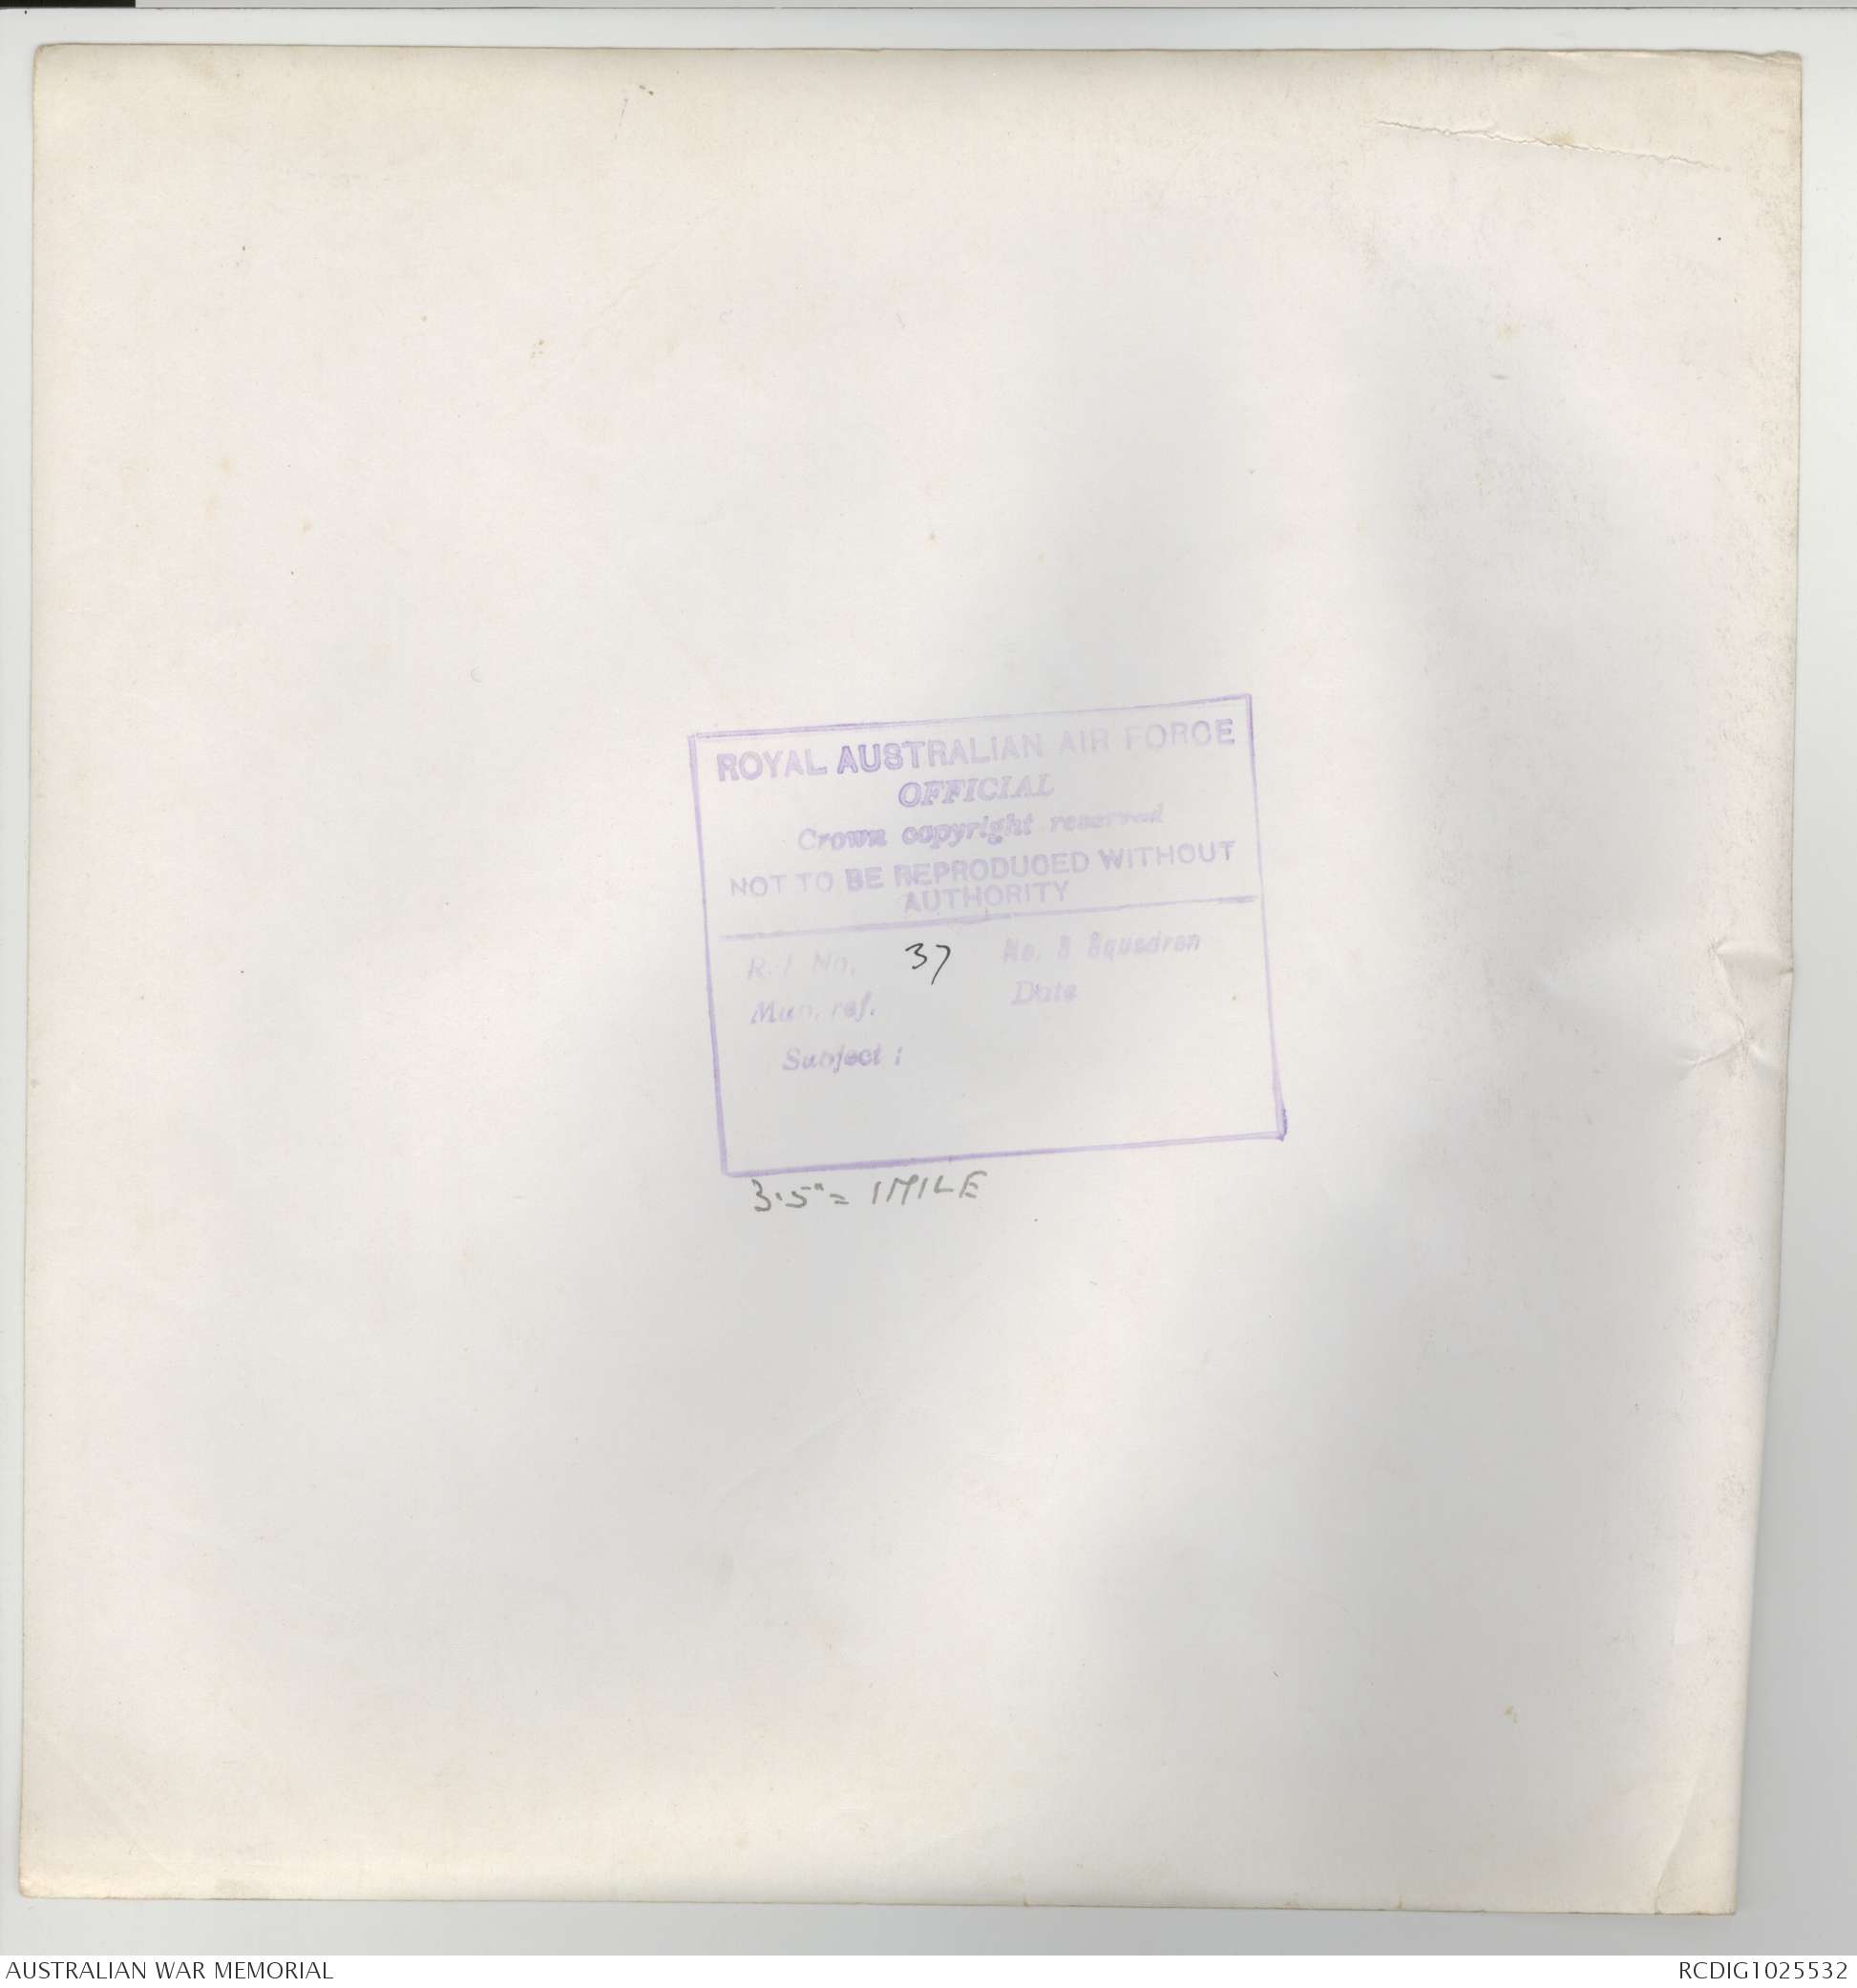 ROYAL AUSTRALIAN AIR FORCE
OFFICIAL
Crown copyright reserved
NOT TO BE REPRODUCED WITHOUT
AUTHORITY
R.I No. 37 No. 8 Squadron
Mun. ref. Date
Subject :
3.5" = 1 MILE
AUSTRALIAN WAR MEMORIAL RCDIG1025532